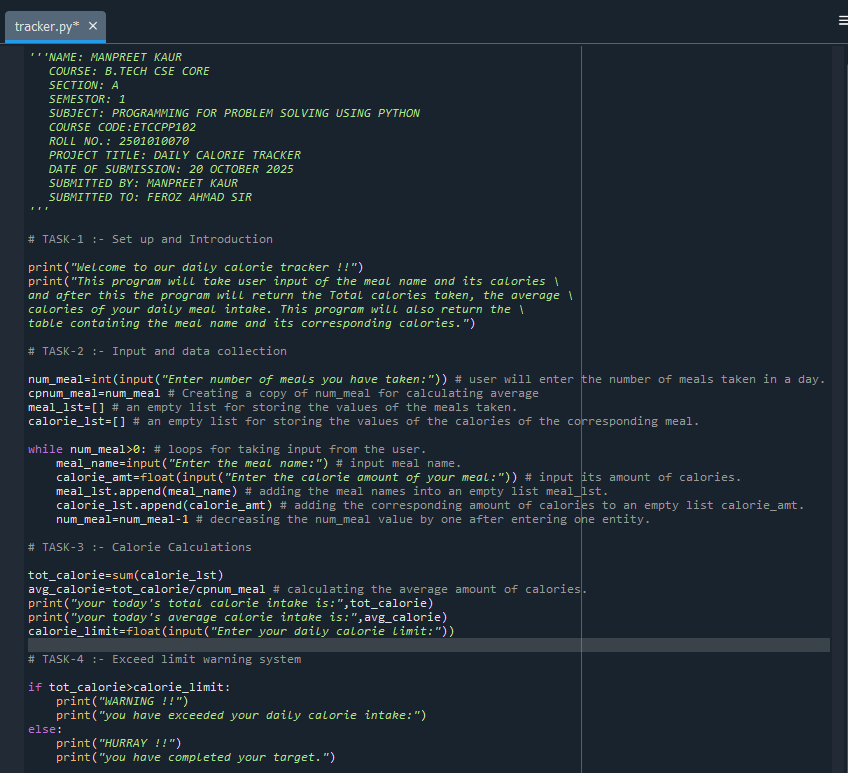 tracker.py* ✕
'''NAME: MANPREET KAUR
   COURSE: B.TECH CSE CORE
   SECTION: A
   SEMESTOR: 1
   SUBJECT: PROGRAMMING FOR PROBLEM SOLVING USING PYTHON
   COURSE CODE:ETCCPP102
   ROLL NO.: 2501010070
   PROJECT TITLE: DAILY CALORIE TRACKER
   DATE OF SUBMISSION: 20 OCTOBER 2025
   SUBMITTED BY: MANPREET KAUR
   SUBMITTED TO: FEROZ AHMAD SIR
'''
# TASK-1 :- Set up and Introduction
print("Welcome to our daily calorie tracker !!")
print("This program will take user input of the meal name and its calories \
and after this the program will return the Total calories taken, the average \
calories of your daily meal intake. This program will also return the \
table containing the meal name and its corresponding calories.")
# TASK-2 :- Input and data collection
num_meal=int(input("Enter number of meals you have taken:")) # user will enter the number of meals taken in a day.
cpnum_meal=num_meal # Creating a copy of num_meal for calculating average
meal_lst=[] # an empty list for storing the values of the meals taken.
calorie_lst=[] # an empty list for storing the values of the calories of the corresponding meal.
while num_meal>0: # loops for taking input from the user.
    meal_name=input("Enter the meal name:") # input meal name.
    calorie_amt=float(input("Enter the calorie amount of your meal:")) # input its amount of calories.
    meal_lst.append(meal_name) # adding the meal names into an empty list meal_lst.
    calorie_lst.append(calorie_amt) # adding the corresponding amount of calories to an empty list calorie_amt.
    num_meal=num_meal-1 # decreasing the num_meal value by one after entering one entity.
# TASK-3 :- Calorie Calculations
tot_calorie=sum(calorie_lst)
avg_calorie=tot_calorie/cpnum_meal # calculating the average amount of calories.
print("your today's total calorie intake is:",tot_calorie)
print("your today's average calorie intake is:",avg_calorie)
calorie_limit=float(input("Enter your daily calorie limit:"))
# TASK-4 :- Exceed limit warning system
if tot_calorie>calorie_limit:
    print("WARNING !!")
    print("you have exceeded your daily calorie intake:")
else:
    print("HURRAY !!")
    print("you have completed your target.")